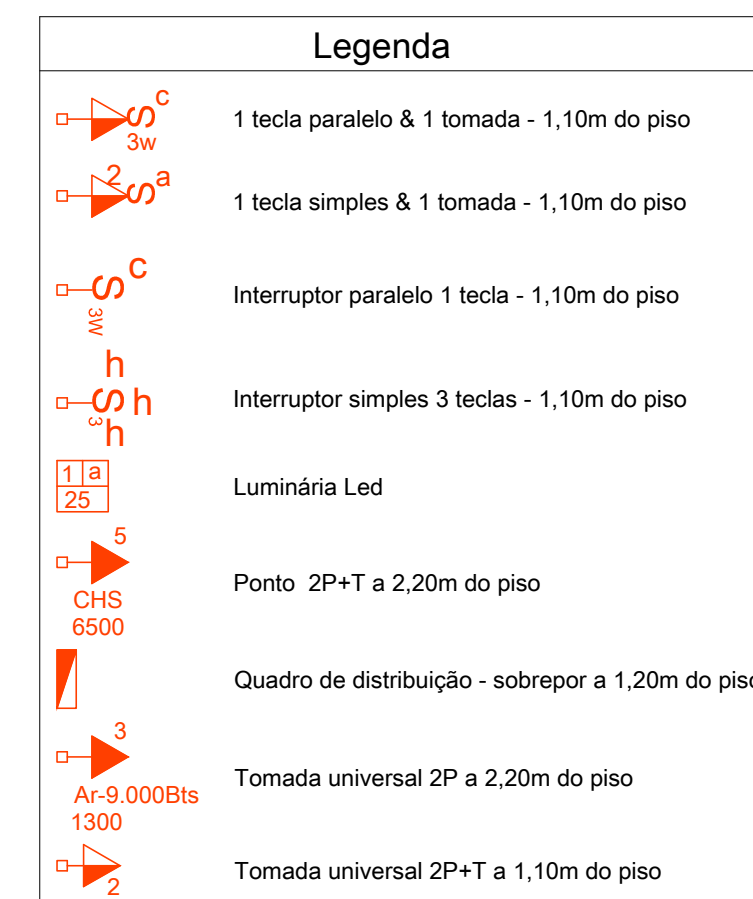 Legenda
c
S
3w
1 tecla paralelo & 1 tomada - 1,10m do piso
2
S
a
1 tecla simples & 1 tomada - 1,10m do piso
c
S
3W
Interruptor paralelo 1 tecla - 1,10m do piso
h
S h
3
h
Interruptor simples 3 teclas - 1,10m do piso
1 a
25
Luminária Led
5
CHS
6500
Ponto 2P+T a 2,20m do piso
Quadro de distribuição - sobrepor a 1,20m do piso
3
Ar-9.000Bts
1300
Tomada universal 2P a 2,20m do piso
2
Tomada universal 2P+T a 1,10m do piso